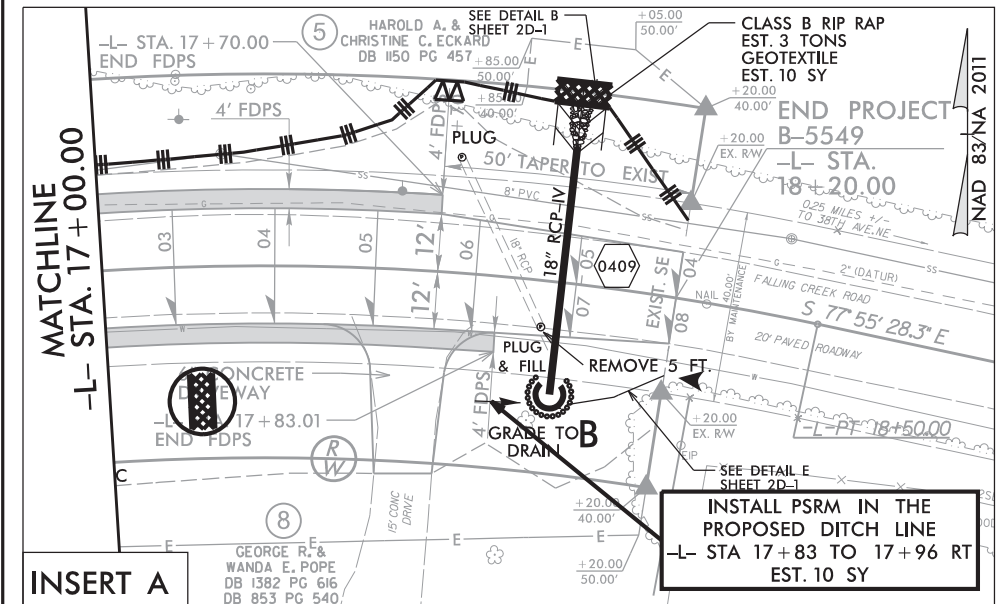 -L- STA. 17+70.00
END FDPS
5
HAROLD A. &
CHRISTINE C. ECKARD
DB 1150 PG 457
SEE DETAIL B
SHEET 2D-1
+05.00
50.00'
CLASS B RIP RAP
EST. 3 TONS
GEOTEXTILE
EST. 10 SY
NAD 83/NA 2011
+85.00
50.00'
+85.00
40.00'
+20.00
40.00'
END PROJECT
B-5549
-L- STA.
18+20.00
+20.00
EX. R/W
4' FDPS
4' FDPS
PLUG
50' TAPER TO EXIST
8" PVC
SS
SS
SS
0.25 MILES +/-
TO 38TH AVE. NE
MATCHLINE
-L- STA. 17+00.00
G
G
G
03
04
05
12'
06
12'
18" RCP
18" RCP-IV
05
07
0409
EXIST. SE
04
08
NAIL
BY MAINTENANCE
40.00'
2" (DATUR)
FALLING CREEK ROAD
S 77° 55' 28.3" E
20' PAVED ROADWAY
W
W
W
PLUG
& FILL
REMOVE 5 FT.
CONCRETE
17+83.01
END FDPS
4' FDPS
GRADE TO
DRAIN
B
+20.00
EX. R/W
-L- PT 18+50.00
EIP
R
W
C
SEE DETAIL E
SHEET 2D-1
15' CONC
DRIVE
+20.00
40.00'
INSTALL PSRM IN THE
PROPOSED DITCH LINE
-L- STA 17+83 TO 17+96 RT
EST. 10 SY
8
GEORGE R. &
WANDA E. POPE
DB 1382 PG 616
DB 853 PG 540
E
E
E
E
E
+20.00
50.00'
INSERT A